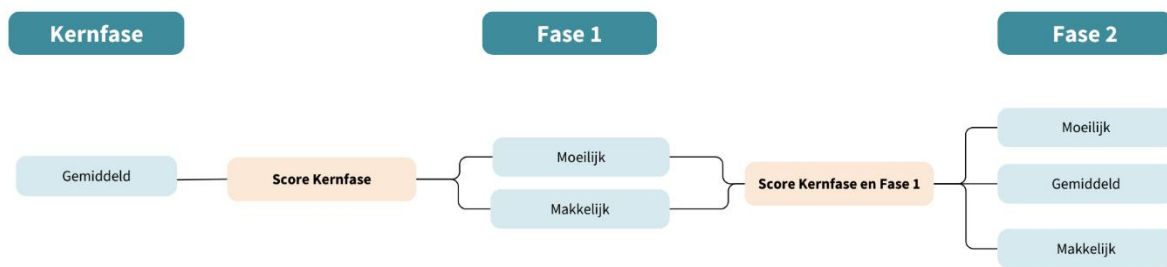 Kernfase
Fase 1
Fase 2
Gemiddeld
Score Kernfase
Moeilijk
Makkelijk
Score Kernfase en Fase 1
Moeilijk
Gemiddeld
Makkelijk